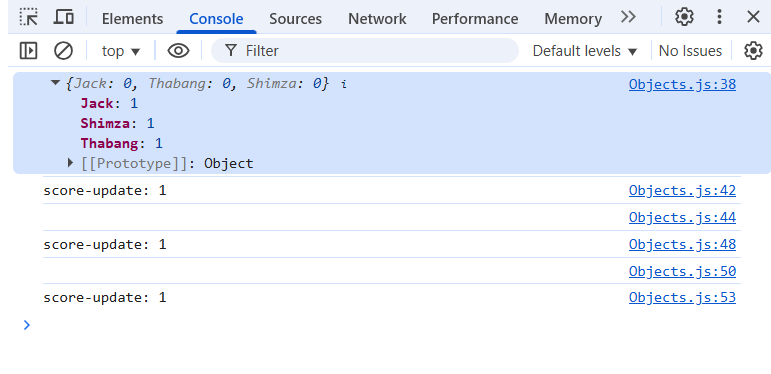 Elements Console Sources Network Performance Memory
top Filter Default levels No Issues
{Jack: 0, Thabang: 0, Shimza: 0} i Objects.js:38
Jack: 1
Shimza: 1
Thabang: 1
[[Prototype]]: Object
score-update: 1 Objects.js:42
Objects.js:44
score-update: 1 Objects.js:48
Objects.js:50
score-update: 1 Objects.js:53